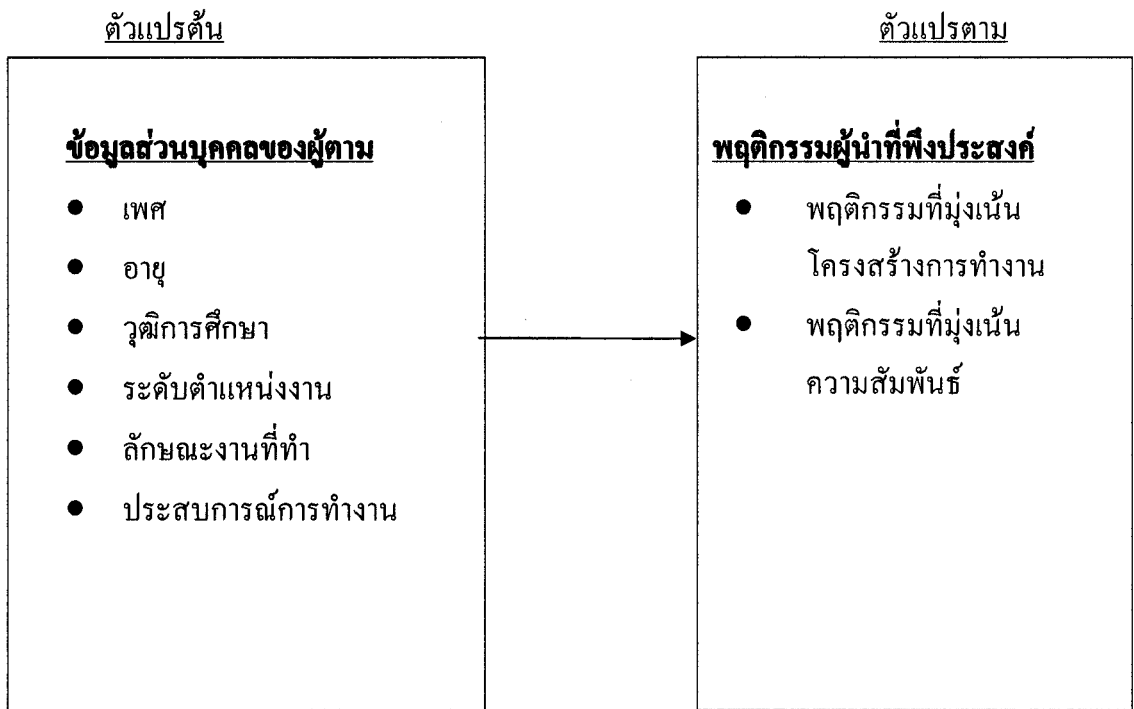 ตัวแปรต้น
ตัวแปรตาม
ข้อมูลส่วนบุคคลของผู้ตาม
● เพศ
● อายุ
● วุฒิการศึกษา
● ระดับตำแหน่งงาน
● ลักษณะงานที่ทำ
● ประสบการณ์การทำงาน
พฤติกรรมผู้นำที่พึงประสงค์
● พฤติกรรมที่มุ่งเน้น
โครงสร้างการทำงาน
● พฤติกรรมที่มุ่งเน้น
ความสัมพันธ์